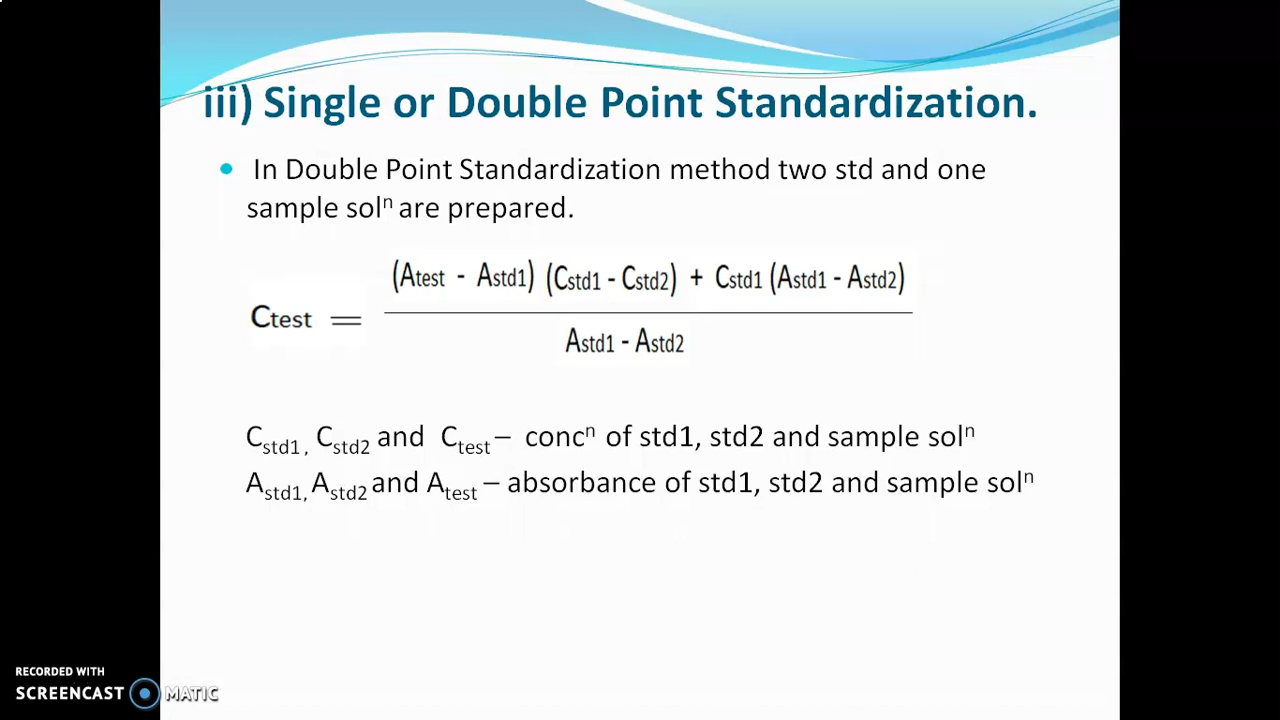 iii) Single or Double Point Standardization.
In Double Point Standardization method two std and one
sample solⁿ are prepared.
(Atest - Astd1) (Cstd1 - Cstd2) + Cstd1 (Astd1 - Astd2)
Ctest =
Astd1 - Astd2
Cstd1, Cstd2 and Ctest – concⁿ of std1, std2 and sample solⁿ
Astd1, Astd2 and Atest – absorbance of std1, std2 and sample solⁿ
RECORDED WITH
SCREENCAST MATIC